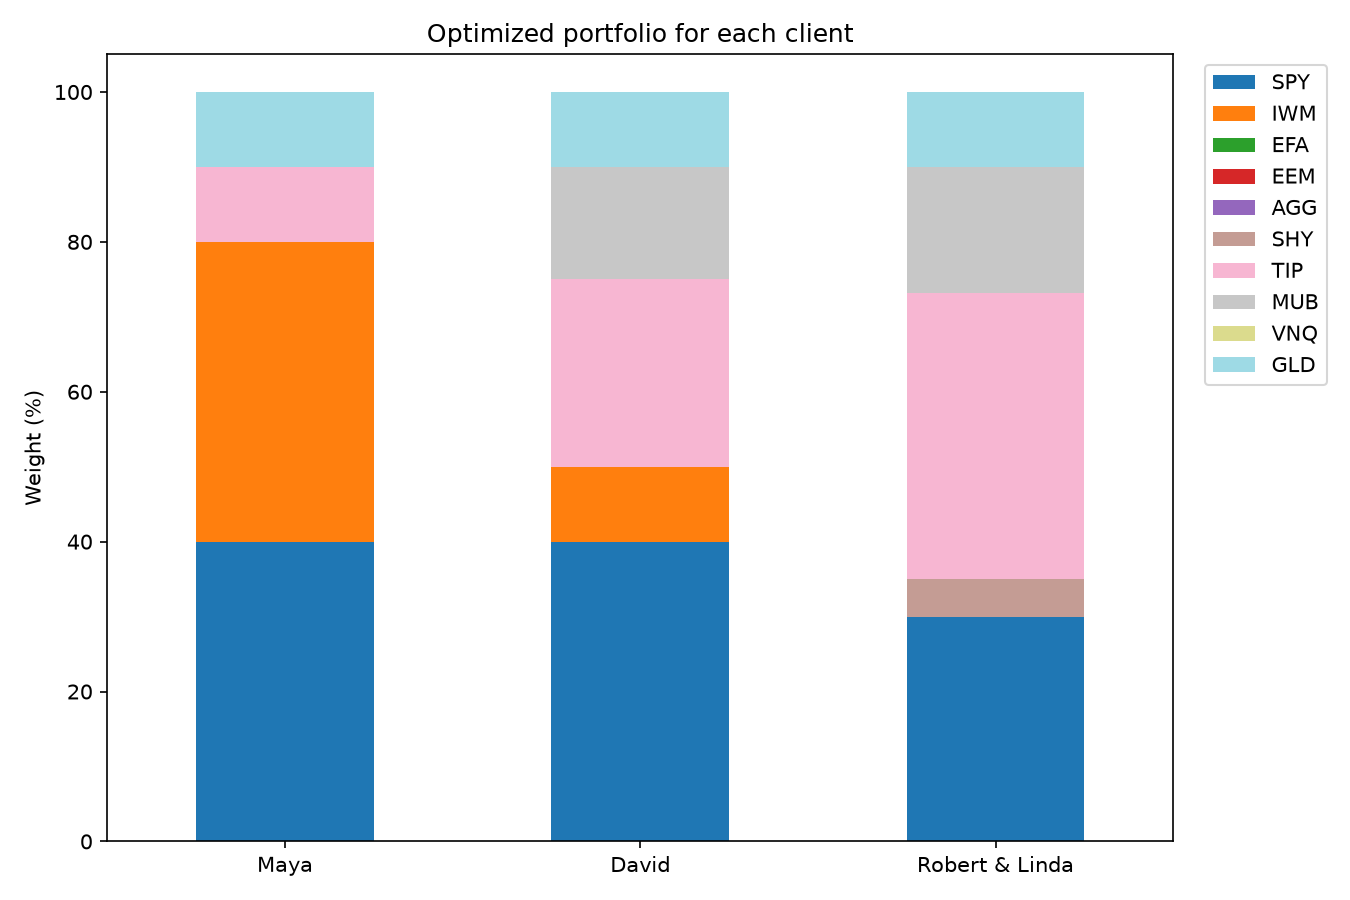 Optimized portfolio for each client
Weight (%)
100
80
60
40
20
0
Maya
David
Robert & Linda
SPY
IWM
EFA
EEM
AGG
SHY
TIP
MUB
VNQ
GLD